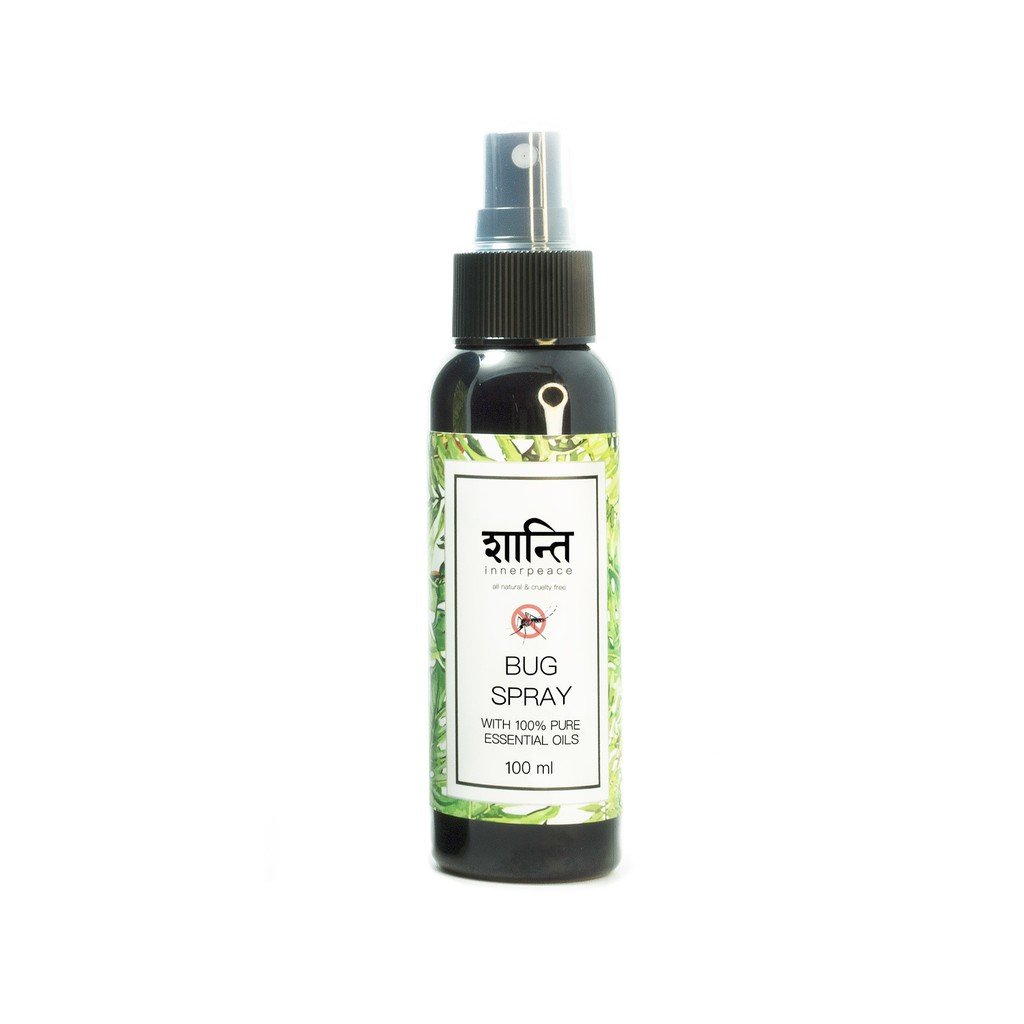 शान्ति
innerpeace
all natural & cruelty free
BUG
SPRAY
WITH 100% PURE
ESSENTIAL OILS
100 ml